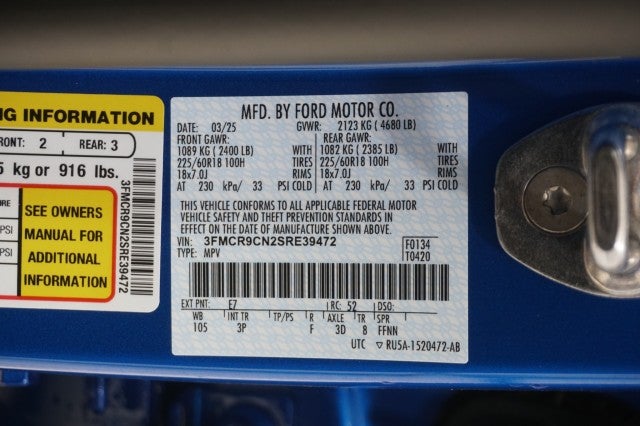 NG INFORMATION
FRONT: 2 REAR: 3
5 kg or 916 lbs.
SEE OWNERS
MANUAL FOR
ADDITIONAL
INFORMATION
PSI
PSI
3FMCR9CN2SRE39472
MFD. BY FORD MOTOR CO.
DATE: 03/25 GVWR: 2123 KG ( 4680 LB)
FRONT GAWR: REAR GAWR:
1089 KG ( 2400 LB) WITH 1082 KG ( 2385 LB) WITH
225/60R18 100H TIRES 225/60R18 100H TIRES
18x7.0J RIMS 18x7.0J RIMS
AT 230 kPa/ 33 PSI COLD AT 230 kPa/ 33 PSI COLD
THIS VEHICLE CONFORMS TO ALL APPLICABLE FEDERAL MOTOR
VEHICLE SAFETY AND THEFT PREVENTION STANDARDS IN
EFFECT ON THE DATE OF MANUFACTURE SHOWN ABOVE.
VIN: 3FMCR9CN2SRE39472 F0134
TYPE: MPV T0420
EXT PNT: E7 RC: 52 DSO:
WB INT TR TP/PS R AXLE TR SPR
105 3P F 3D 8 FFNN
UTC ▽ RU5A-1520472-AB